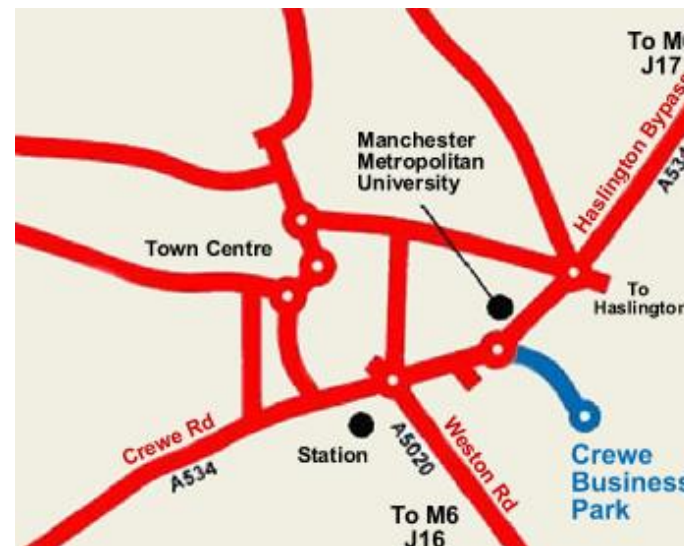 To M6
J17
Haslington Bypass
A534
Manchester
Metropolitan
University
Town Centre
To
Haslington
Crewe Rd
A534
Station
A5020
Weston Rd
Crewe
Business
Park
To M6
J16